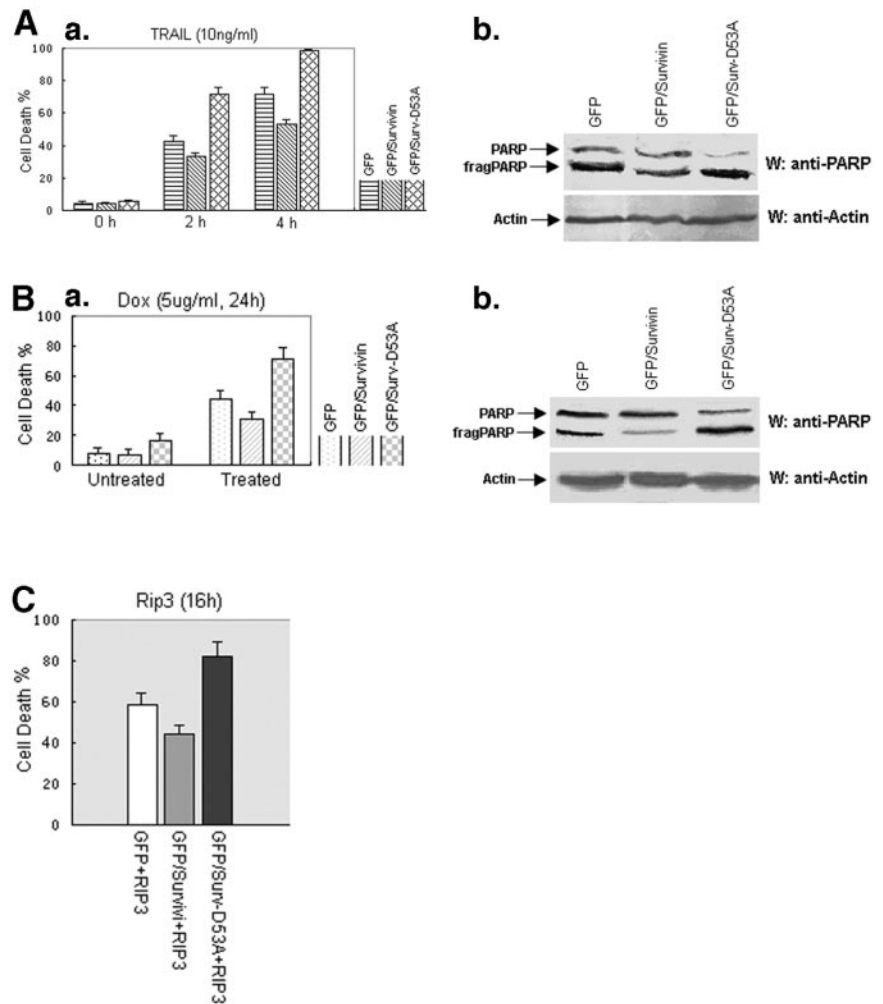 A
a.
TRAIL (10ng/ml)
Cell Death %
100
80
60
40
20
0
0 h
2 h
4 h
GFP
GFP/Survivin
GFP/Surv-D53A
b.
GFP
GFP/Survivin
GFP/Surv-D53A
PARP
fragPARP
W: anti-PARP
Actin
W: anti-Actin
B
a.
Dox (5ug/ml, 24h)
Cell Death %
100
80
60
40
20
0
Untreated
Treated
GFP
GFP/Survivin
GFP/Surv-D53A
b.
GFP
GFP/Survivin
GFP/Surv-D53A
PARP
fragPARP
W: anti-PARP
Actin
W: anti-Actin
C
Rip3 (16h)
Cell Death %
100
80
60
40
20
0
GFP+RIP3
GFP/Survivi+RIP3
GFP/Surv-D53A+RIP3